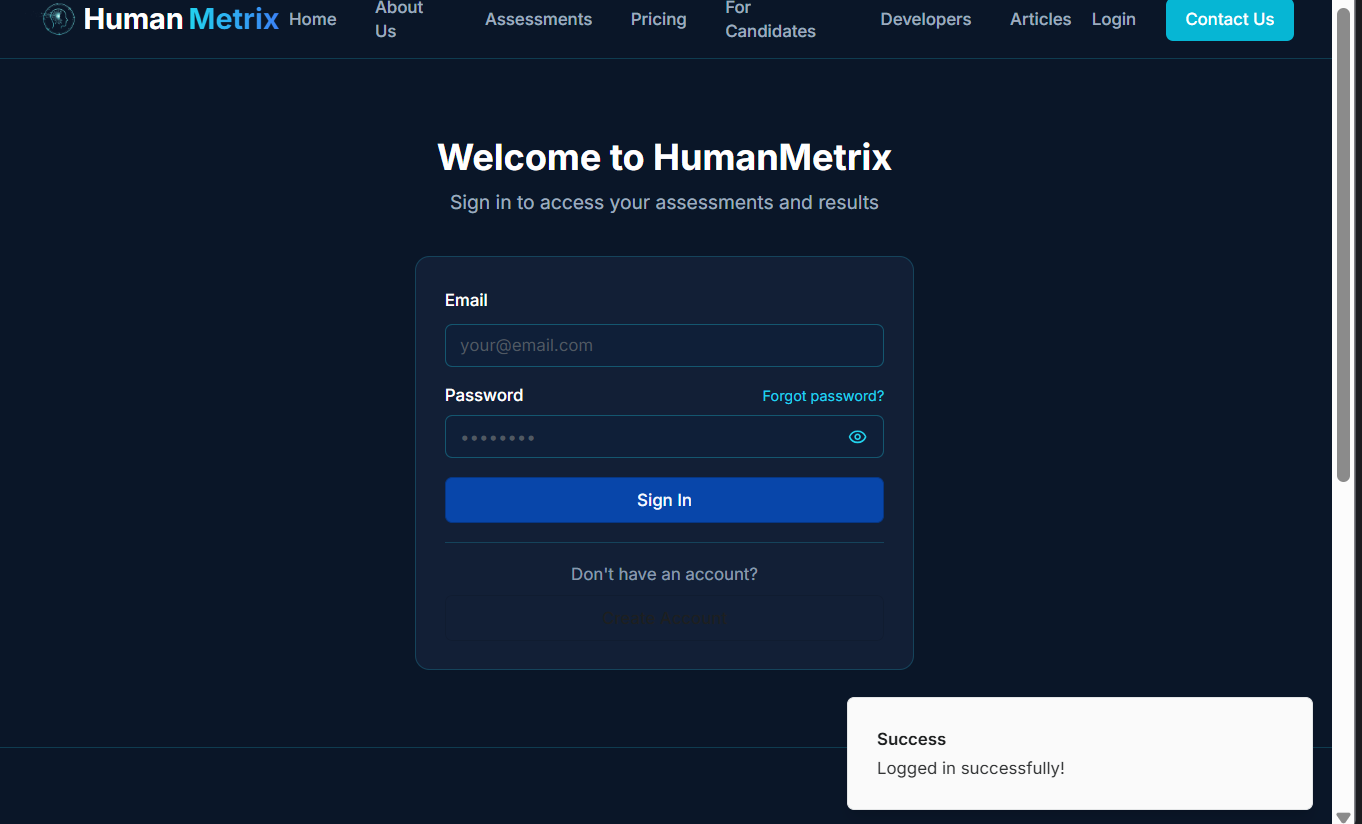 HumanMetrix
Home
About
Us
Assessments
Pricing
For
Candidates
Developers
Articles
Login
Contact Us
Welcome to HumanMetrix
Sign in to access your assessments and results
Email
your@email.com
Password
Forgot password?
Sign In
Don't have an account?
Success
Logged in successfully!